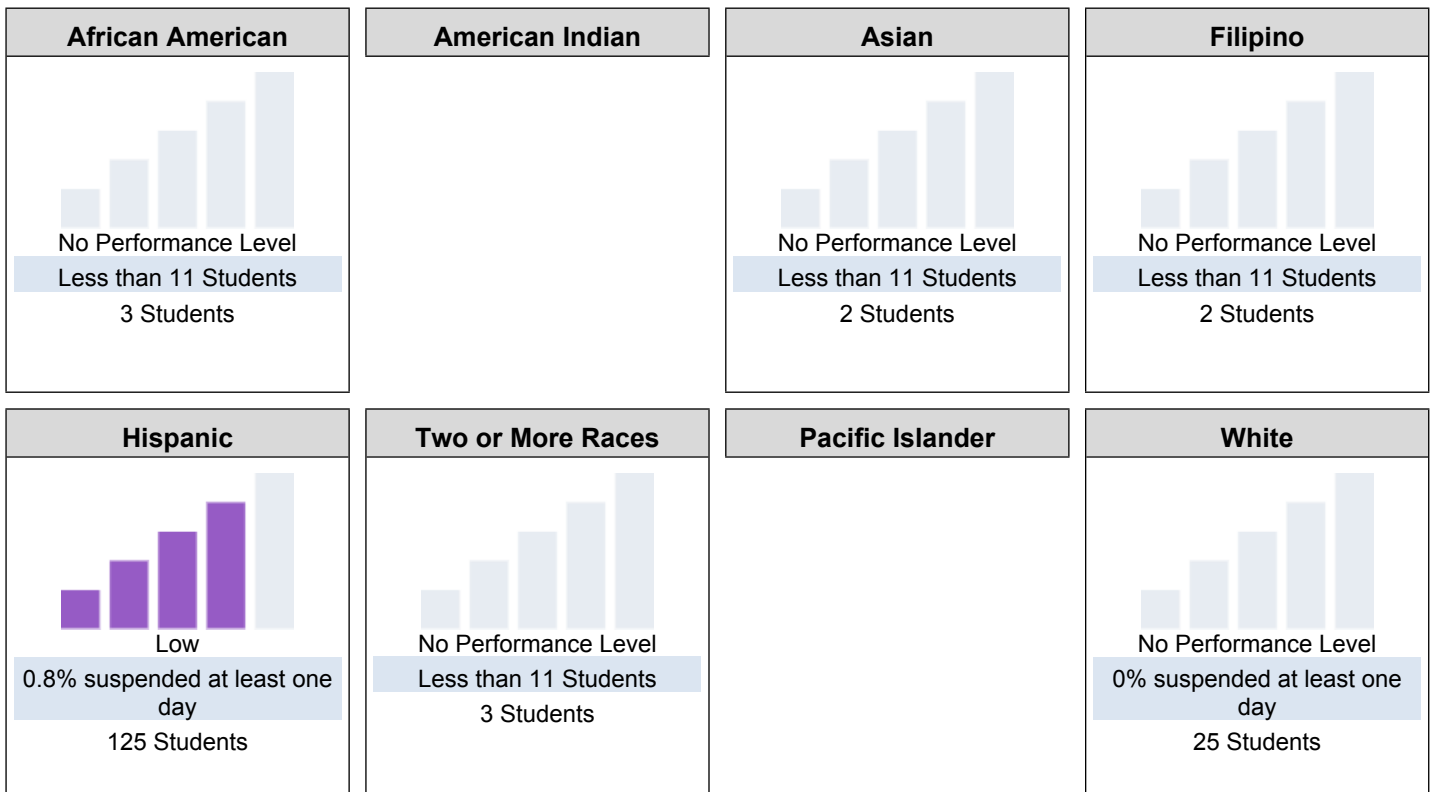 African American
American Indian
Asian
Filipino
No Performance Level
Less than 11 Students
3 Students
No Performance Level
Less than 11 Students
2 Students
No Performance Level
Less than 11 Students
2 Students
Hispanic
Two or More Races
Pacific Islander
White
Low
0.8% suspended at least one
day
125 Students
No Performance Level
Less than 11 Students
3 Students
No Performance Level
0% suspended at least one
day
25 Students